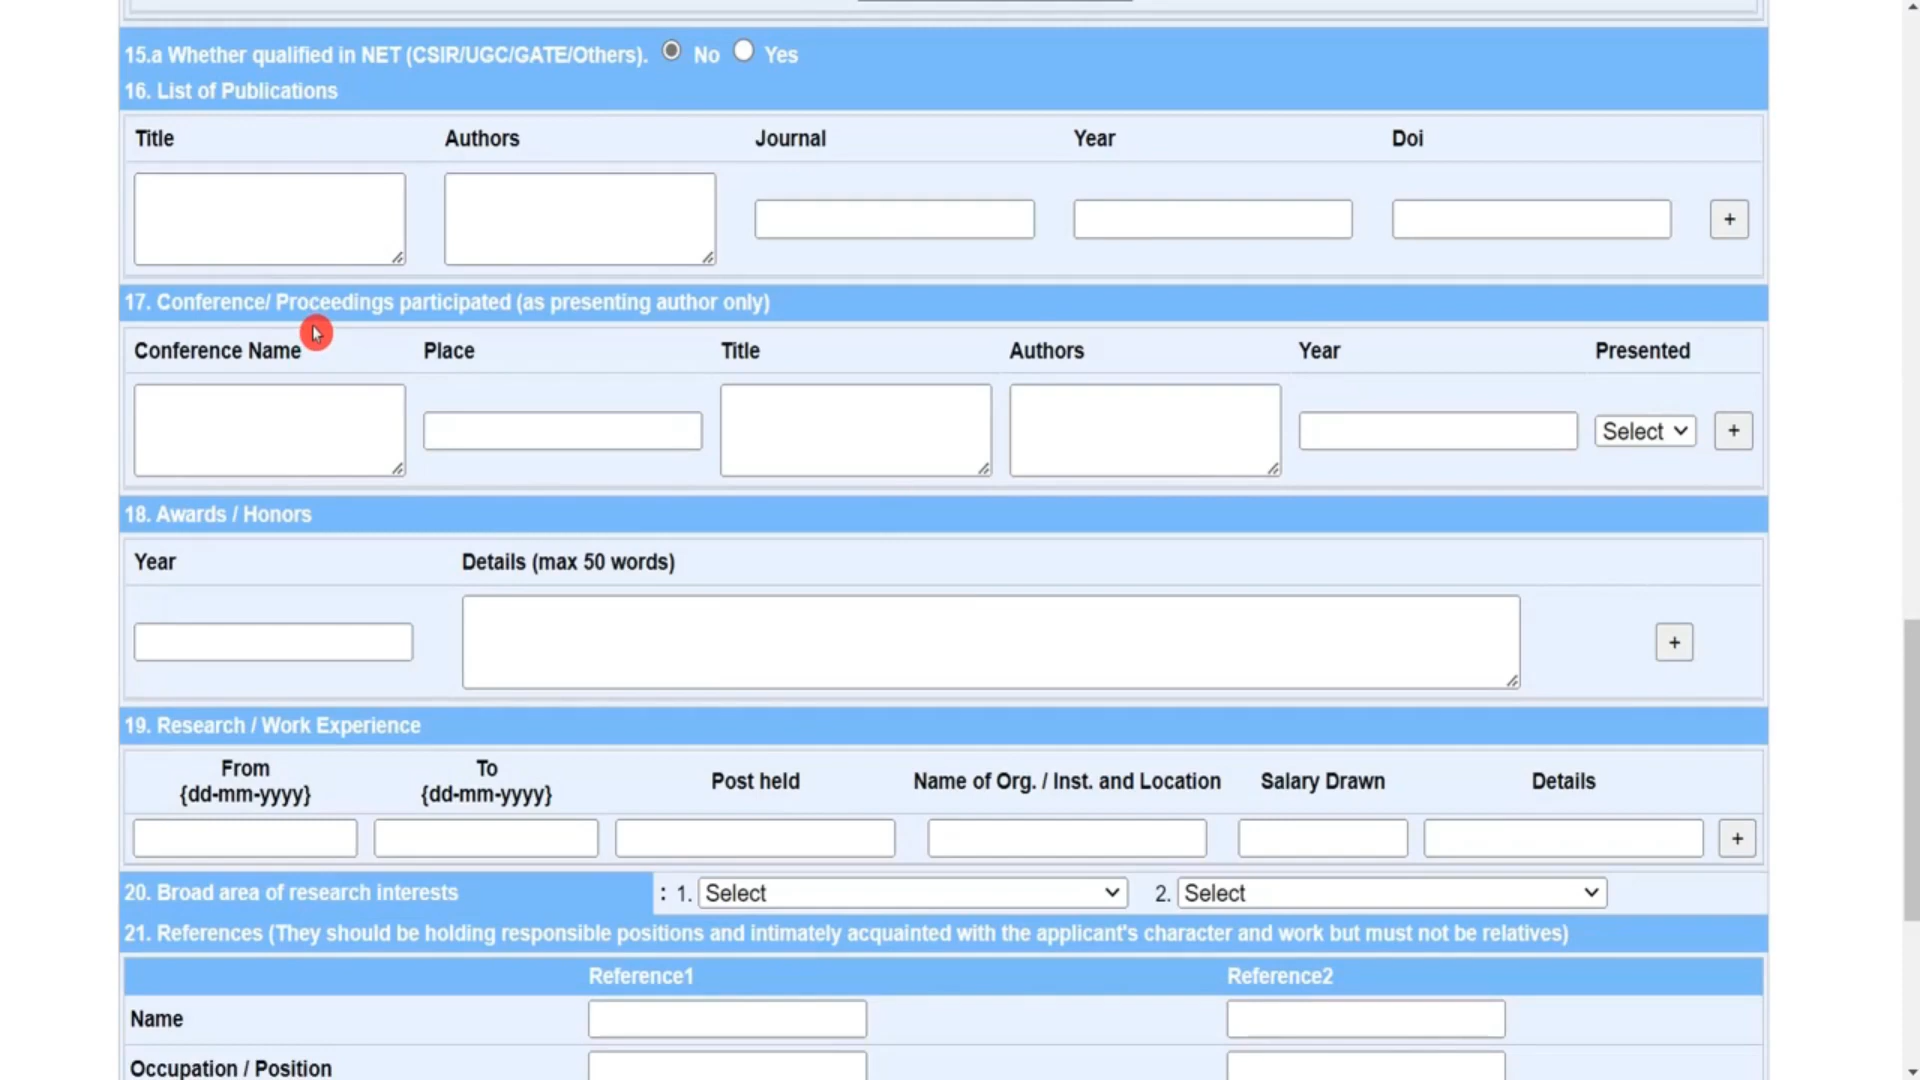 15.a Whether qualified in NET (CSIR/UGC/GATE/Others). No Yes
16. List of Publications
Title Authors Journal Year Doi
+
17. Conference/ Proceedings participated (as presenting author only)
Conference Name Place Title Authors Year Presented
Select +
18. Awards / Honors
Year Details (max 50 words)
+
19. Research / Work Experience
From To
{dd-mm-yyyy} {dd-mm-yyyy} Post held Name of Org. / Inst. and Location Salary Drawn Details
+
20. Broad area of research interests : 1. Select 2. Select
21. References (They should be holding responsible positions and intimately acquainted with the applicant's character and work but must not be relatives)
Reference1 Reference2
Name
Occupation / Position